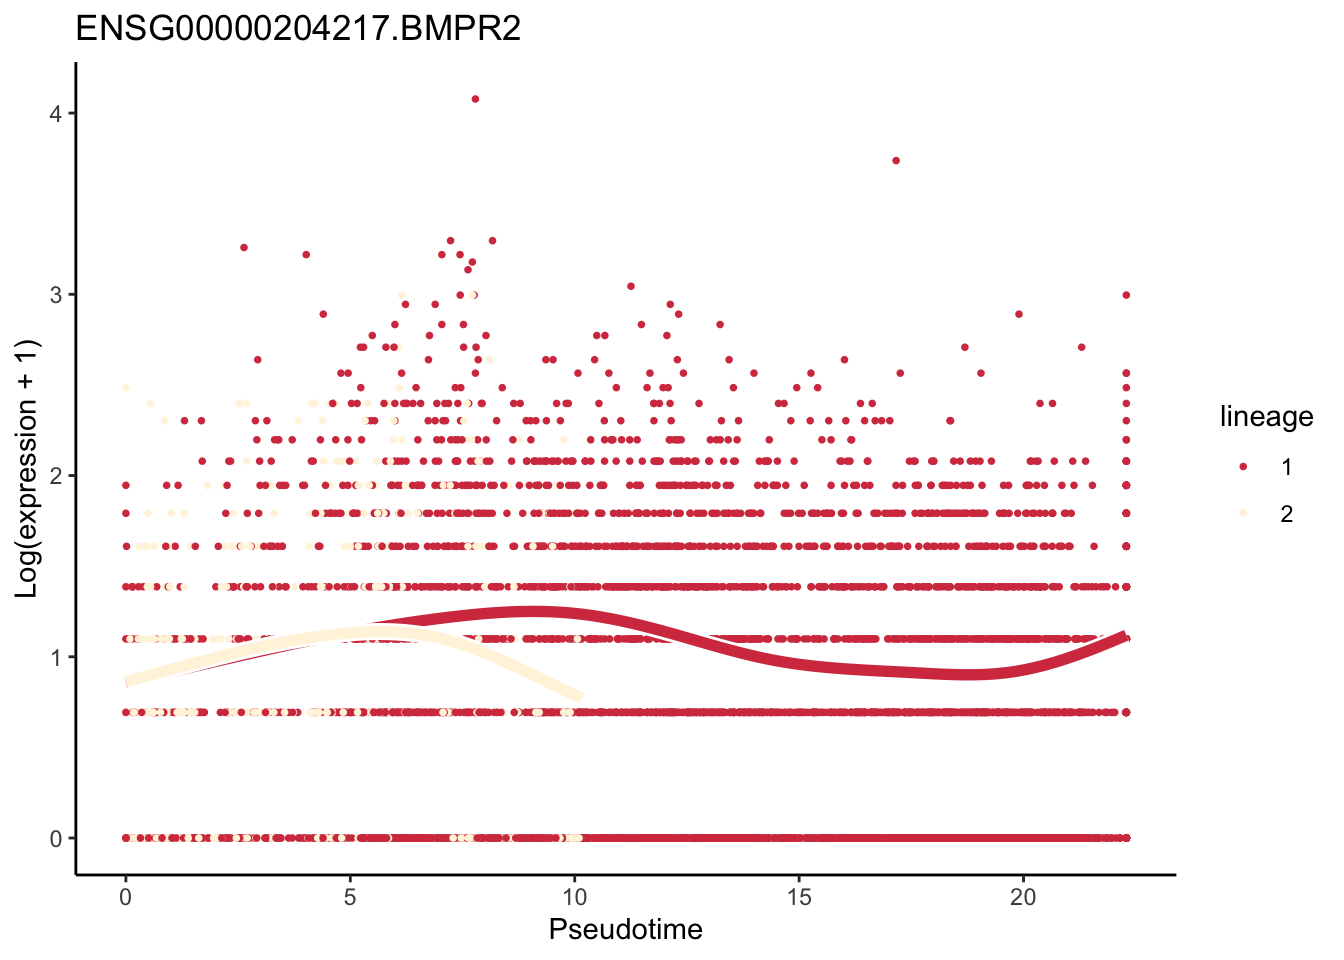 ENSG00000204217.BMPR2
Log(expression + 1)
4
3
2
1
0
0 5 10 15 20
Pseudotime
lineage
1
2